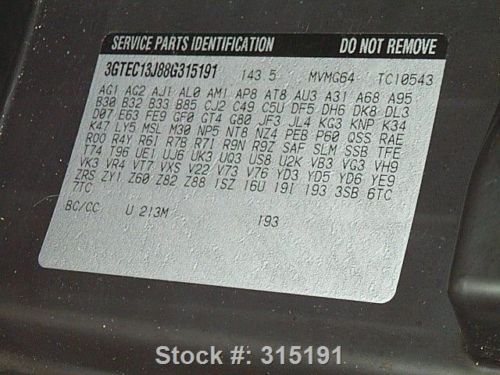 SERVICE PARTS IDENTIFICATION DO NOT REMOVE
3GTEC13J88G315191 143.5 MVMG64 TC10543
AG1 AG2 AJ1 AL0 AM1 AP8 AT8 AU3 A31 A68 A95
B30 B32 B33 B85 CJ2 C49 C5U DF5 DH6 DK8 DL3
D07 E63 FE9 GF0 GT4 G80 JF3 JL4 KG3 KNP K34
K47 LY5 MSL M30 NP5 NT8 NZ4 PEB P60 QSS RAE
R00 R4Y R6I R7B R7I R9N R9Z SAF SLM SSB TFE
T74 T96 UE1 UJ6 UK3 UQ3 US8 U2K VB3 VG3 VH9
VK3 VR4 VT7 VXS V22 V73 V76 YD3 YD5 YD6 YE9
ZRS ZY1 Z60 Z82 Z88 1SZ 16U 19I 193 3SB 6TC
7TC
BC/CC U 213M 193
Stock #: 315191